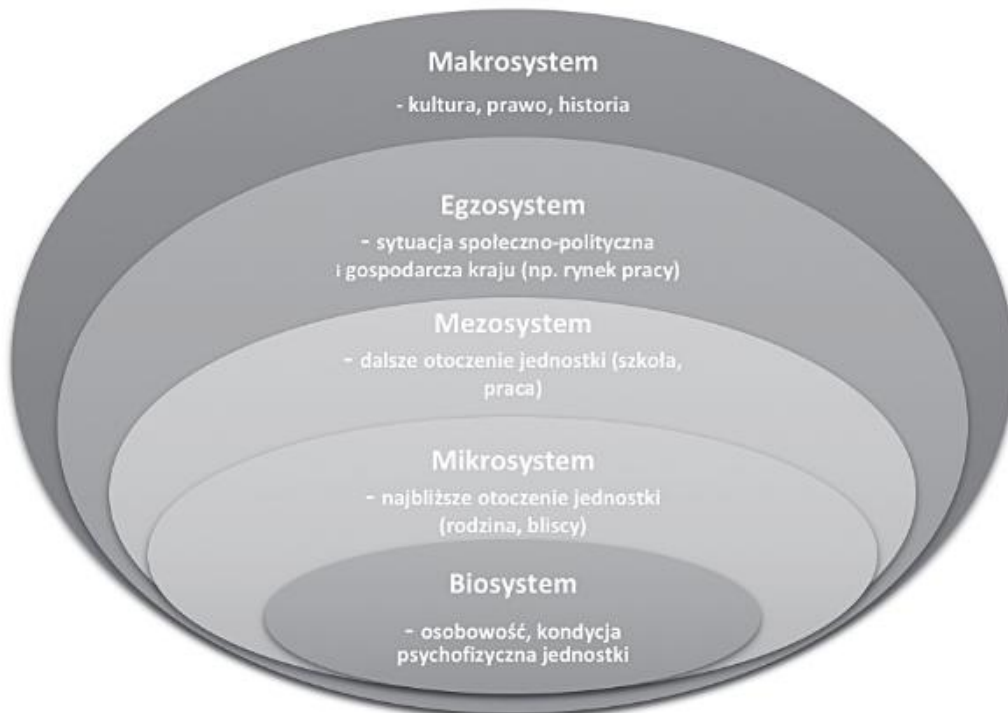 Makrosystem
- kultura, prawo, historia
Egzosystem
- sytuacja społeczno-polityczna
i gospodarcza kraju (np. rynek pracy)
Mezosystem
- dalsze otoczenie jednostki (szkoła,
praca)
Mikrosystem
- najbliższe otoczenie jednostki
(rodzina, bliscy)
Biosystem
- osobowość, kondycja
psychofizyczna jednostki